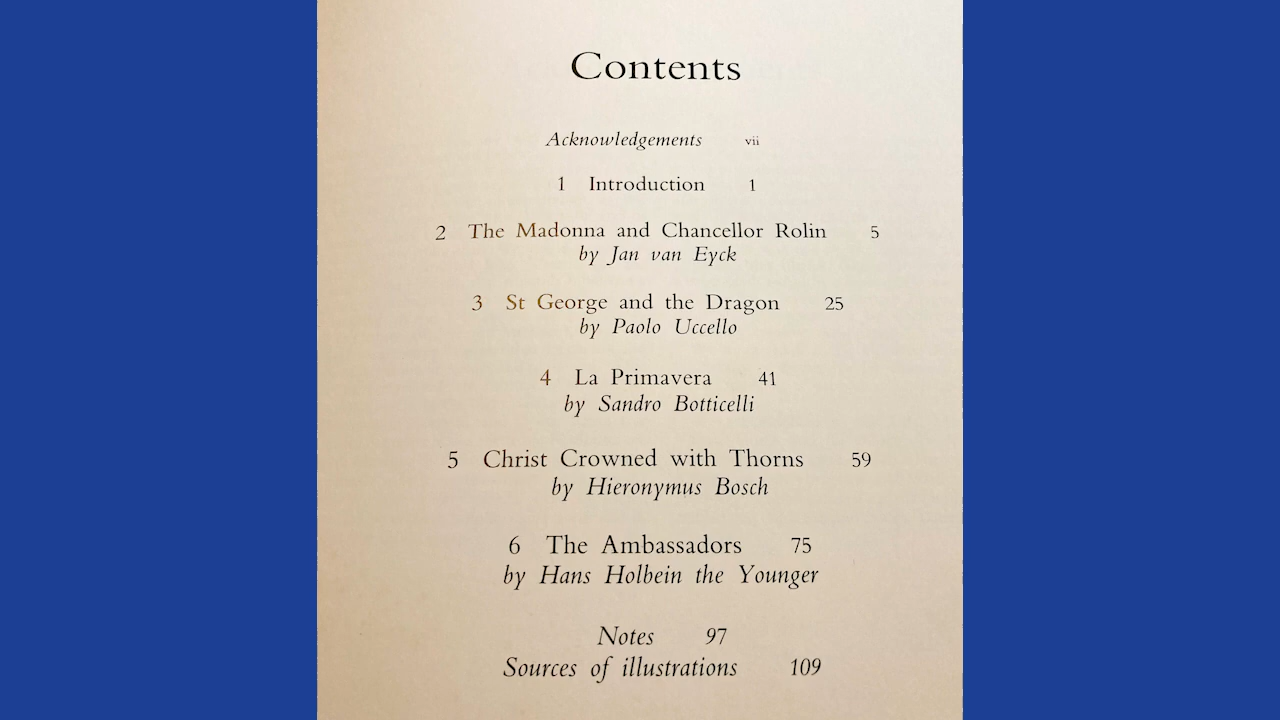 Contents
Acknowledgements vii
1 Introduction 1
2 The Madonna and Chancellor Rolin 5
by Jan van Eyck
3 St George and the Dragon 25
by Paolo Uccello
4 La Primavera 41
by Sandro Botticelli
5 Christ Crowned with Thorns 59
by Hieronymus Bosch
6 The Ambassadors 75
by Hans Holbein the Younger
Notes 97
Sources of illustrations 109